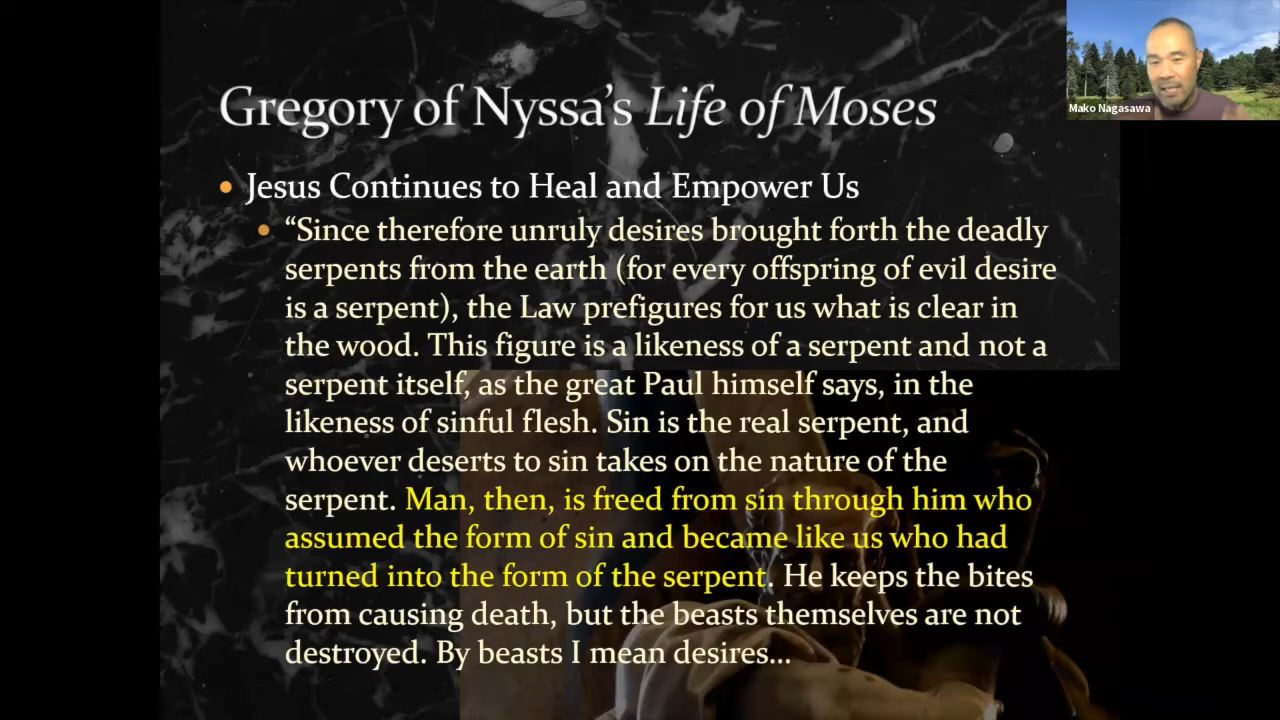 Gregory of Nyssa's Life of Moses
Mako Nagasawa
Jesus Continues to Heal and Empower Us
“Since therefore unruly desires brought forth the deadly
serpents from the earth (for every offspring of evil desire
is a serpent), the Law prefigures for us what is clear in
the wood. This figure is a likeness of a serpent and not a
serpent itself, as the great Paul himself says, in the
likeness of sinful flesh. Sin is the real serpent, and
whoever deserts to sin takes on the nature of the
serpent. Man, then, is freed from sin through him who
assumed the form of sin and became like us who had
turned into the form of the serpent. He keeps the bites
from causing death, but the beasts themselves are not
destroyed. By beasts I mean desires...